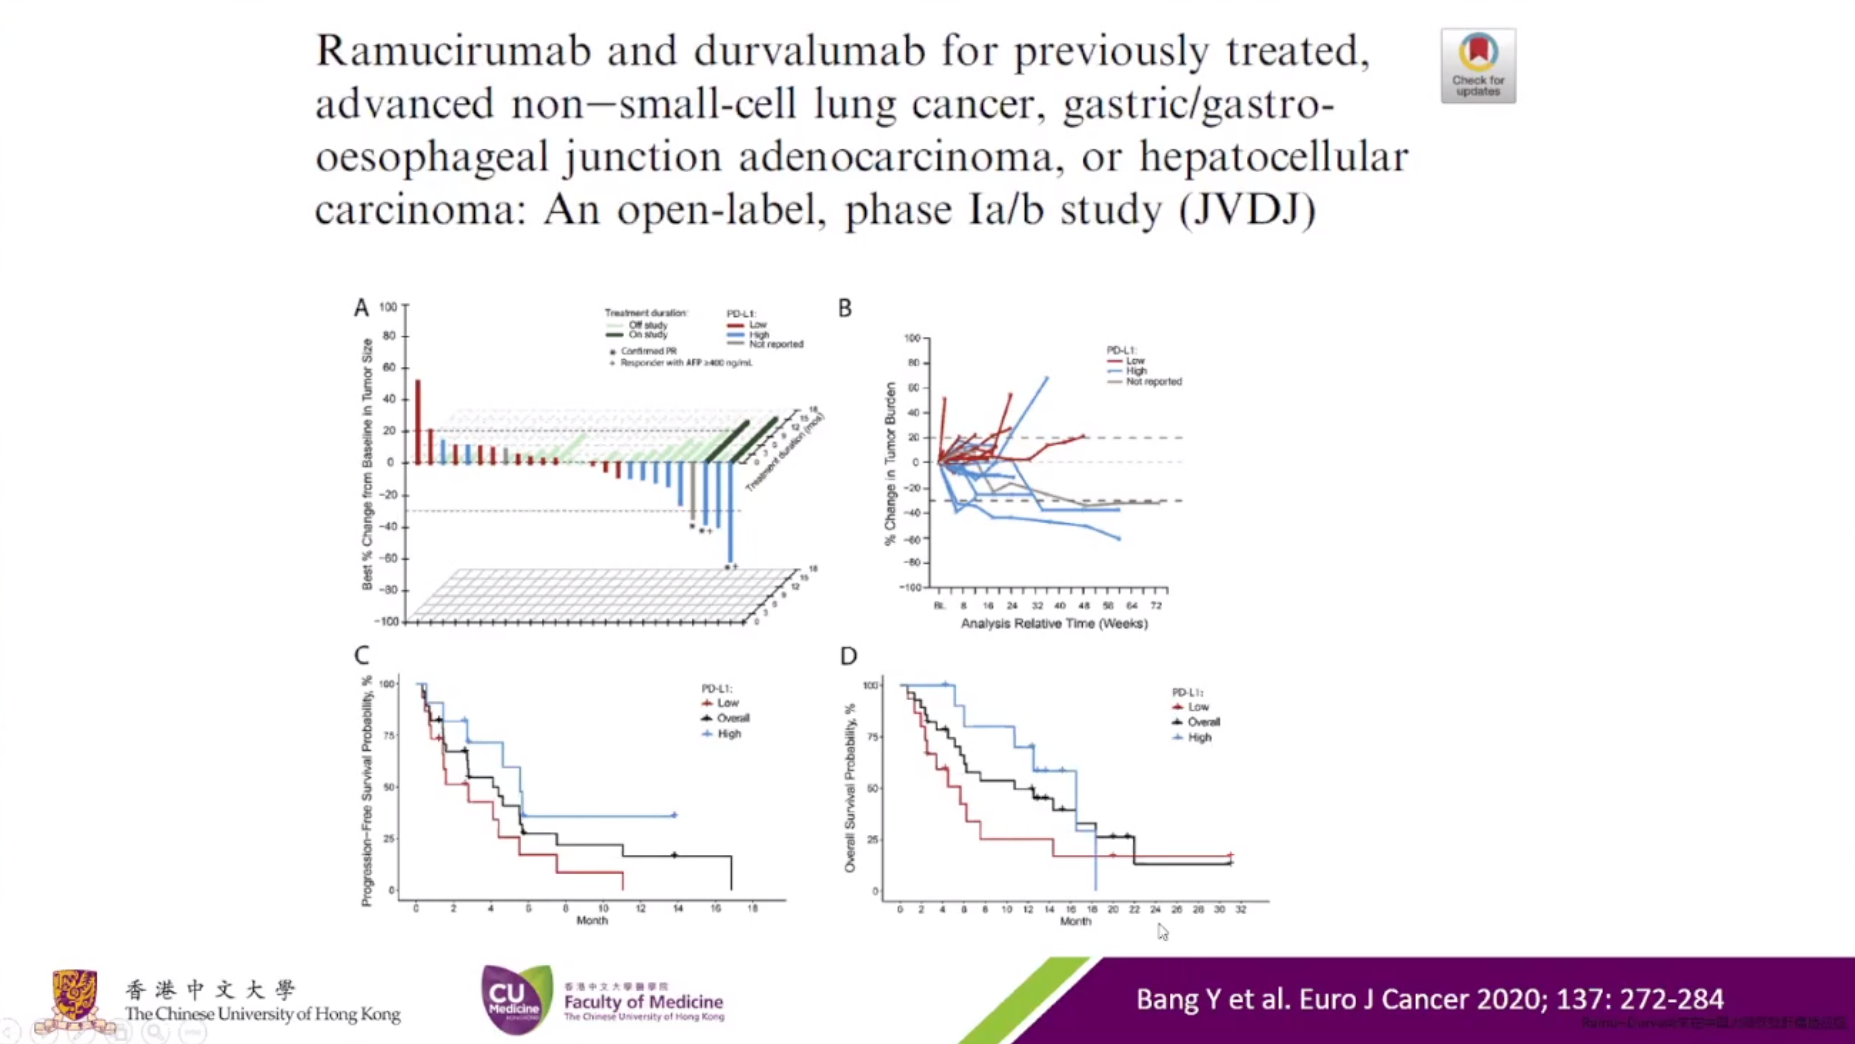 Ramucirumab and durvalumab for previously treated,
advanced non–small-cell lung cancer, gastric/gastro-
oesophageal junction adenocarcinoma, or hepatocellular
carcinoma: An open-label, phase Ia/b study (JVDJ)
Check for
updates
A
Best % Change from Baseline in Tumor Size
100
80
60
40
20
0
−20
−40
−60
−80
−100
Treatment duration:
Off study
On study
Confirmed PR
Responder with AFP ≥400 ng/mL
PD-L1:
Low
High
Not reported
Treatment duration (mos)
18
15
12
9
3
0
18
15
12
9
3
0
B
% Change in Tumor Burden
100
80
60
40
20
0
−20
−40
−60
−80
−100
PD-L1:
Low
High
Not reported
BL 8 16 24 32 40 48 56 64 72
Analysis Relative Time (Weeks)
C
Progression−Free Survival Probability, %
100
75
50
25
0
PD-L1:
Low
Overall
High
0 2 4 6 8 10 12 14 16 18
Month
D
Overall Survival Probability, %
100
75
50
25
0
PD-L1:
Low
Overall
High
0 2 4 6 8 10 12 14 16 18 20 22 24 26 28 30 32
Month
香港中文大學
The Chinese University of Hong Kong
CU
Medicine
HONG KONG
香港中文大學醫學院
Faculty of Medicine
The Chinese University of Hong Kong
Bang Y et al. Euro J Cancer 2020; 137: 272-284